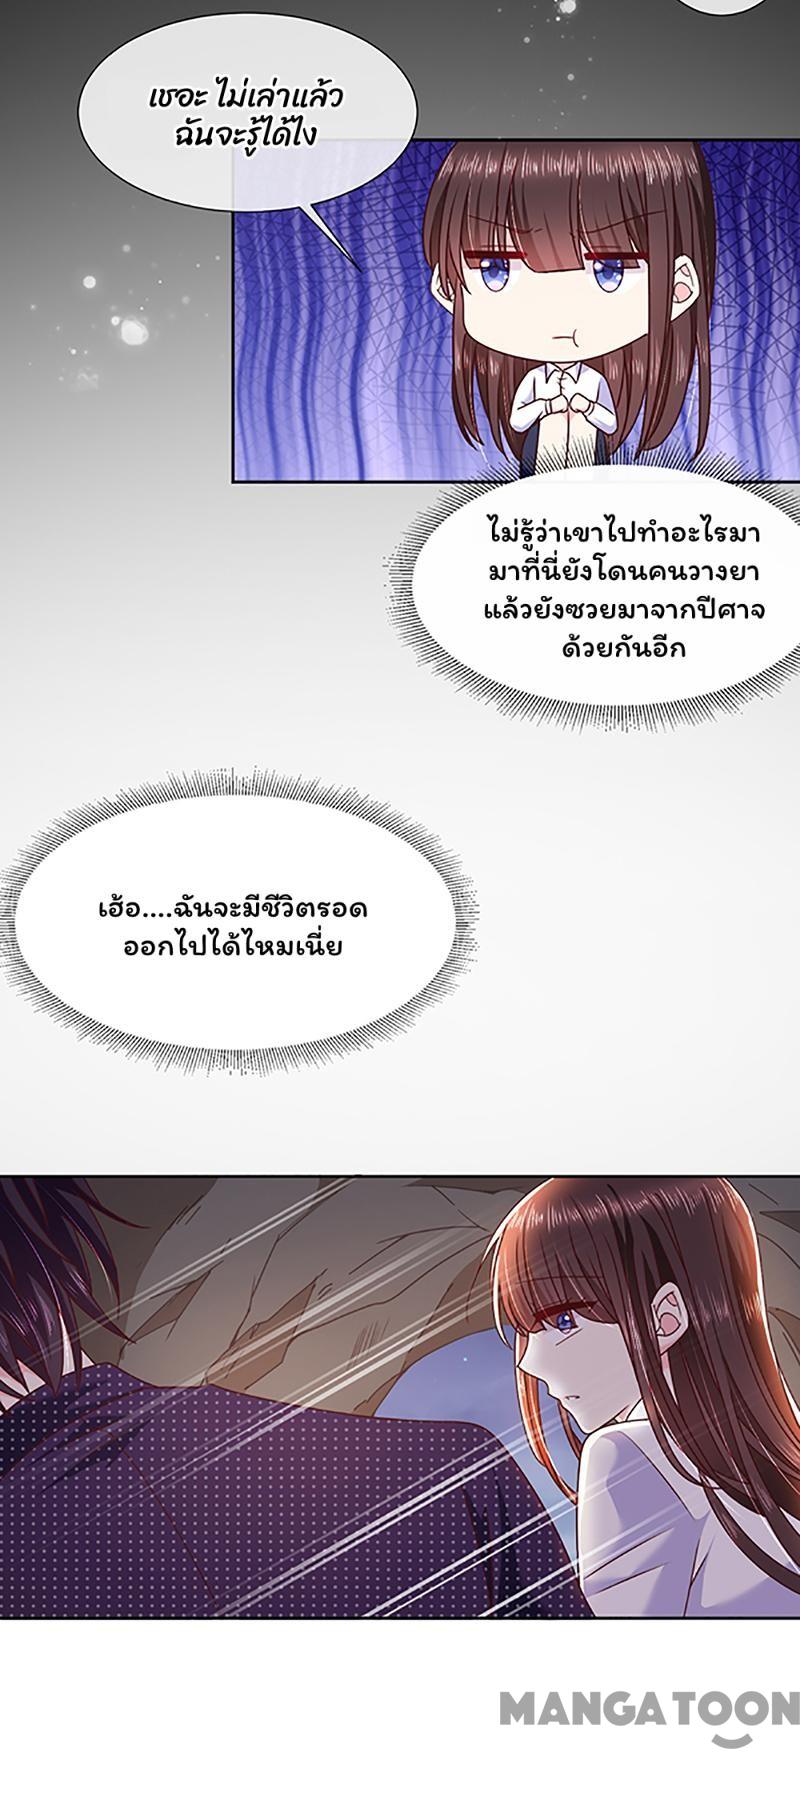 เชอะ ไม่เล่าแล้ว
ฉันจะรู้ได้ไง
ไม่รู้ว่าเขาไปทำอะไรมา
มาที่นี่ยังโดนคนวางยา
แล้วยังซวยมาจากปีศาจ
ด้วยกันอีก
เฮ้อ....ฉันจะมีชีวิตรอด
ออกไปได้ไหมเนี่ย
MANGATOON